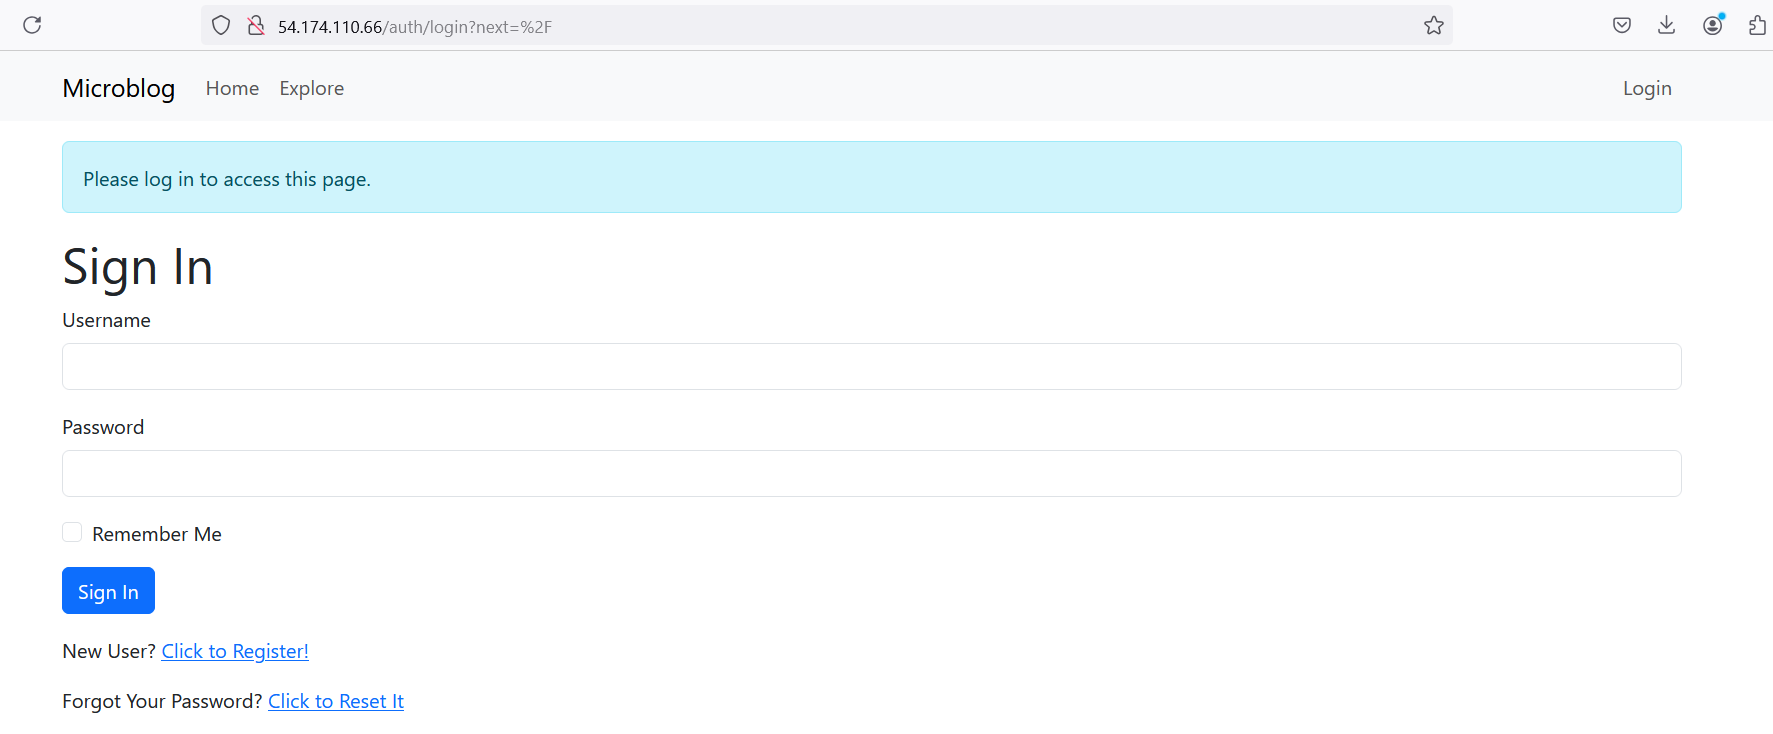 54.174.110.66/auth/login?next=%2F
Microblog Home Explore Login
Please log in to access this page.
Sign In
Username
Password
Remember Me
Sign In
New User? Click to Register!
Forgot Your Password? Click to Reset It